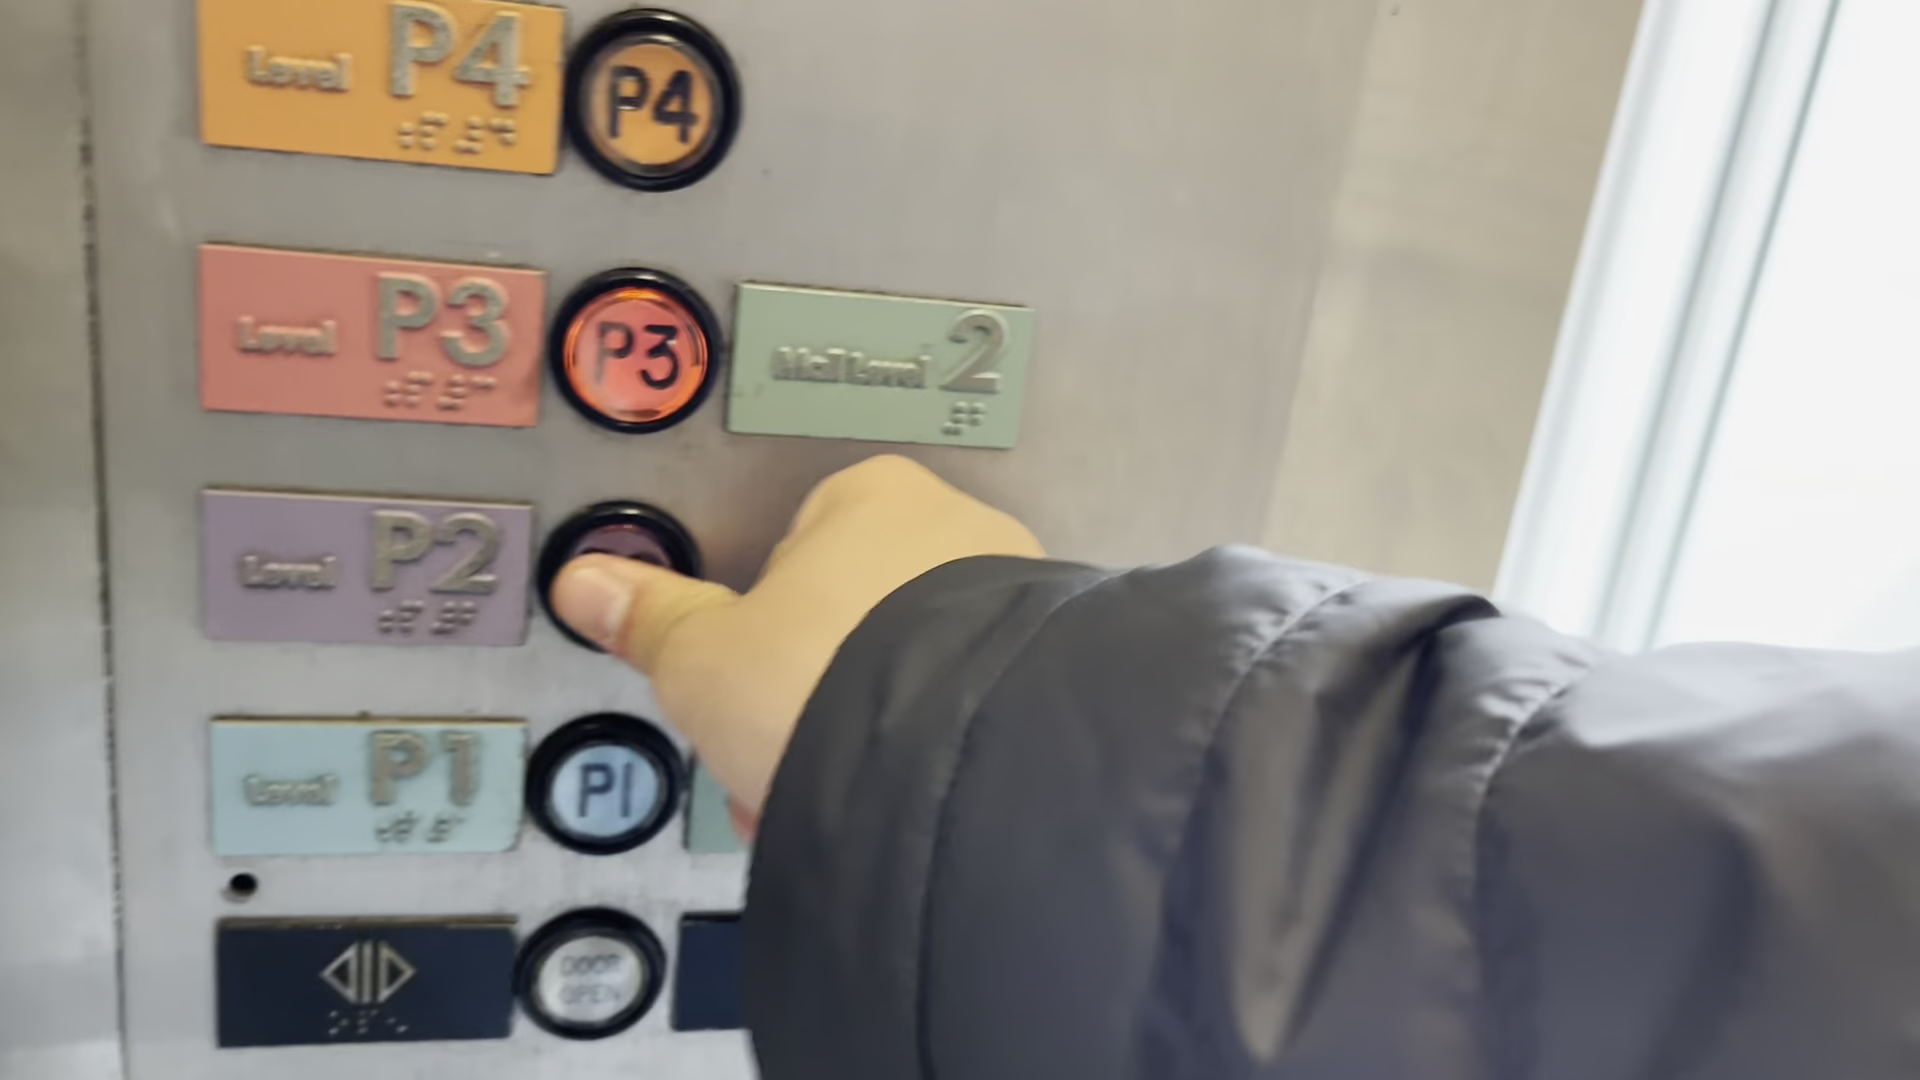 Level P4
P4
Level P3
P3
Mall Level 2
Level P2
Level P1
P1
DOOR
OPEN